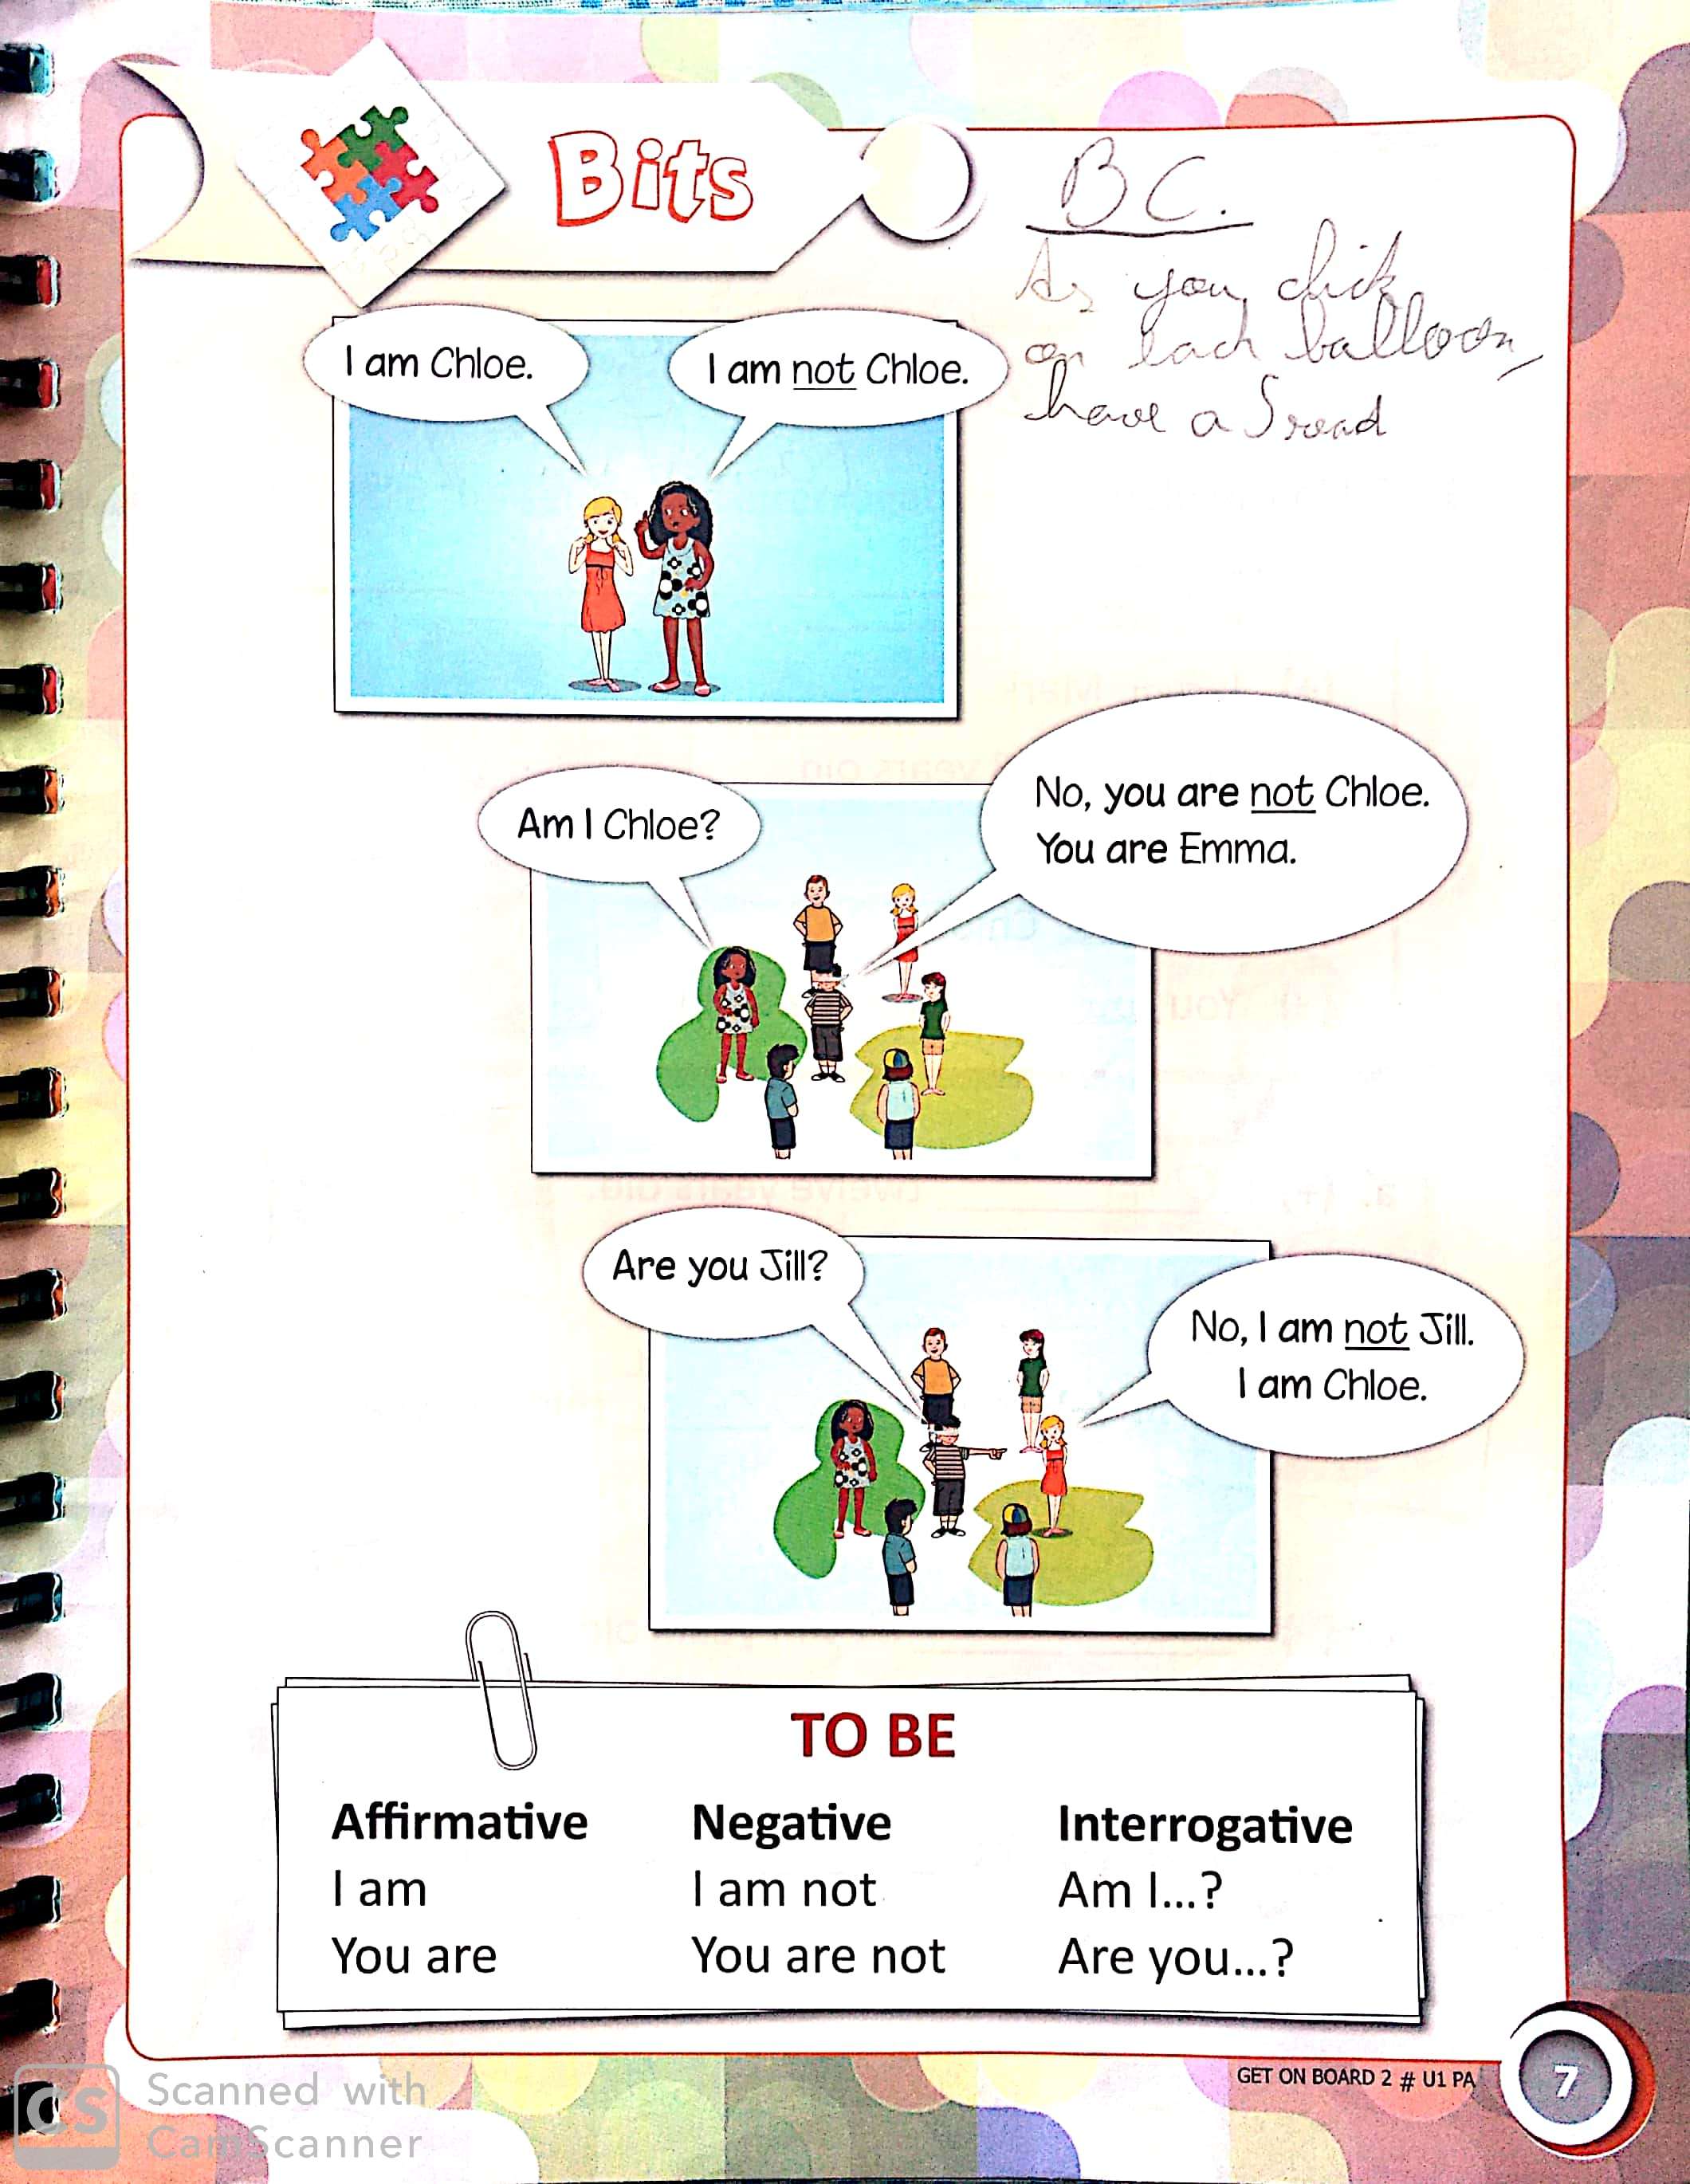 Bits
BC.
As you click
on each balloon,
have a S read
I am Chloe.
I am not Chloe.
Am I Chloe?
No, you are not Chloe.
You are Emma.
Are you Jill?
No, I am not Jill.
I am Chloe.
TO BE
Affirmative Negative Interrogative
I am I am not Am I...?
You are You are not Are you...?
GET ON BOARD 2 # U1 PA
7
CS
Scanned with
CamScanner